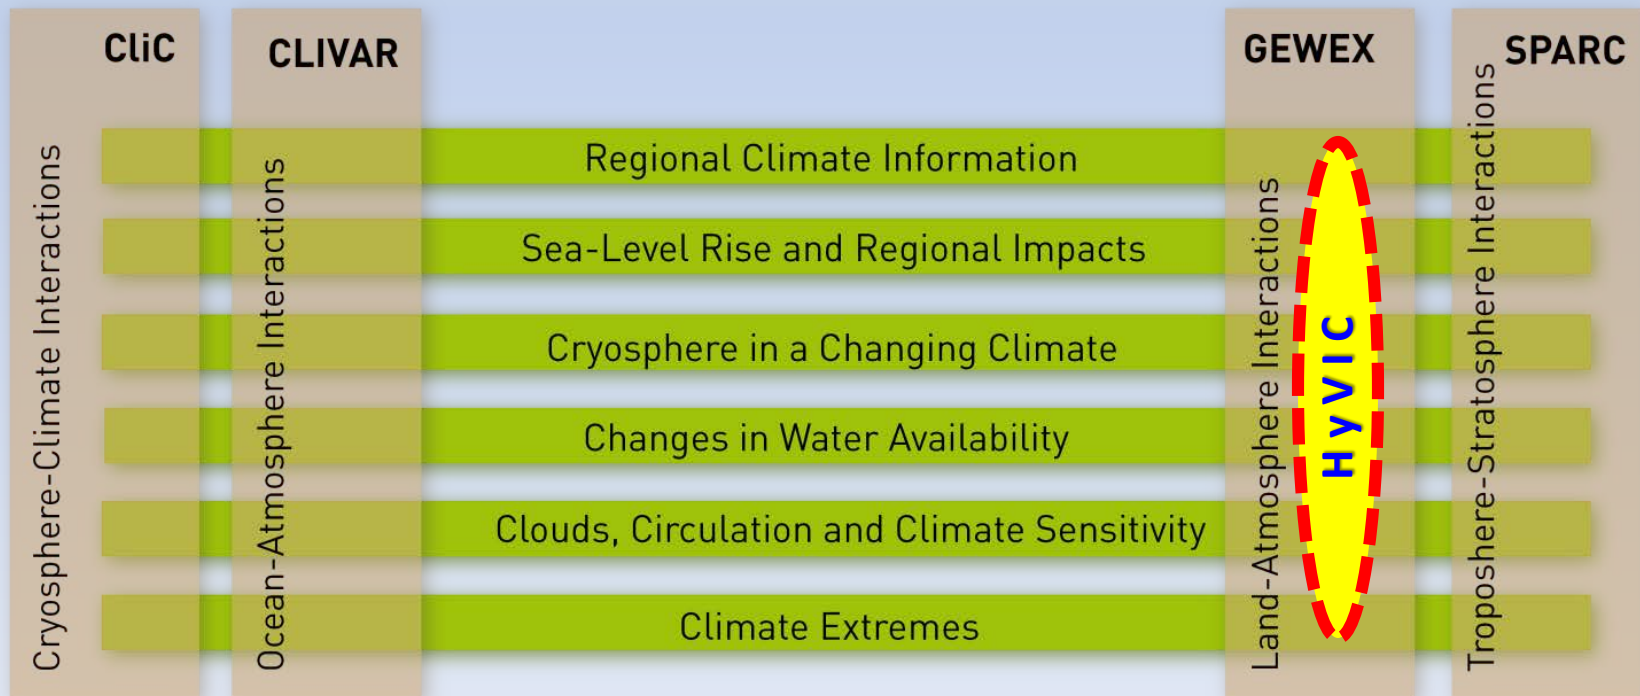 CliC
CLIVAR
GEWEX
SPARC
Cryosphere-Climate Interactions
Ocean-Atmosphere Interactions
Regional Climate Information
Sea-Level Rise and Regional Impacts
Cryosphere in a Changing Climate
Changes in Water Availability
Clouds, Circulation and Climate Sensitivity
Climate Extremes
Land-Atmosphere Interactions
H y V I C
Troposhere-Stratosphere Interactions